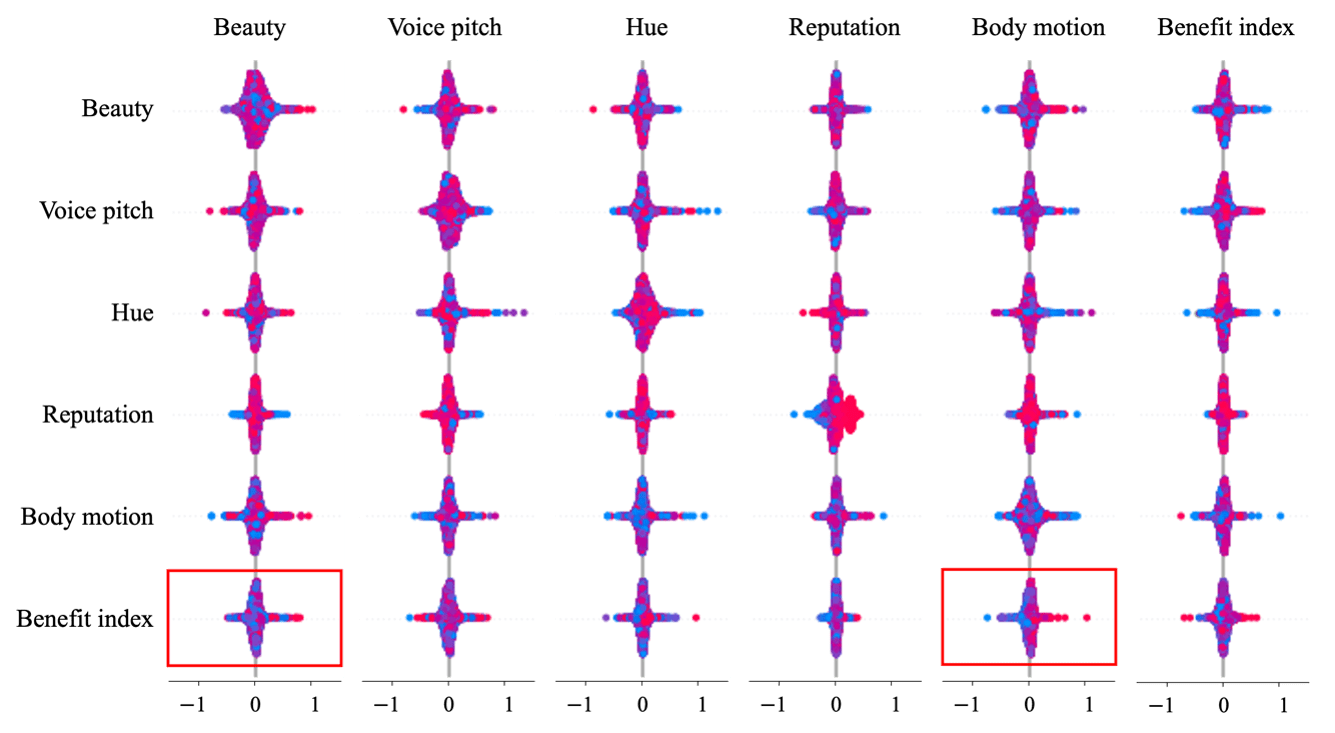 Beauty Voice pitch Hue Reputation Body motion Benefit index
Beauty
Voice pitch
Hue
Reputation
Body motion
Benefit index
−1 0 1 −1 0 1 −1 0 1 −1 0 1 −1 0 1 −1 0 1